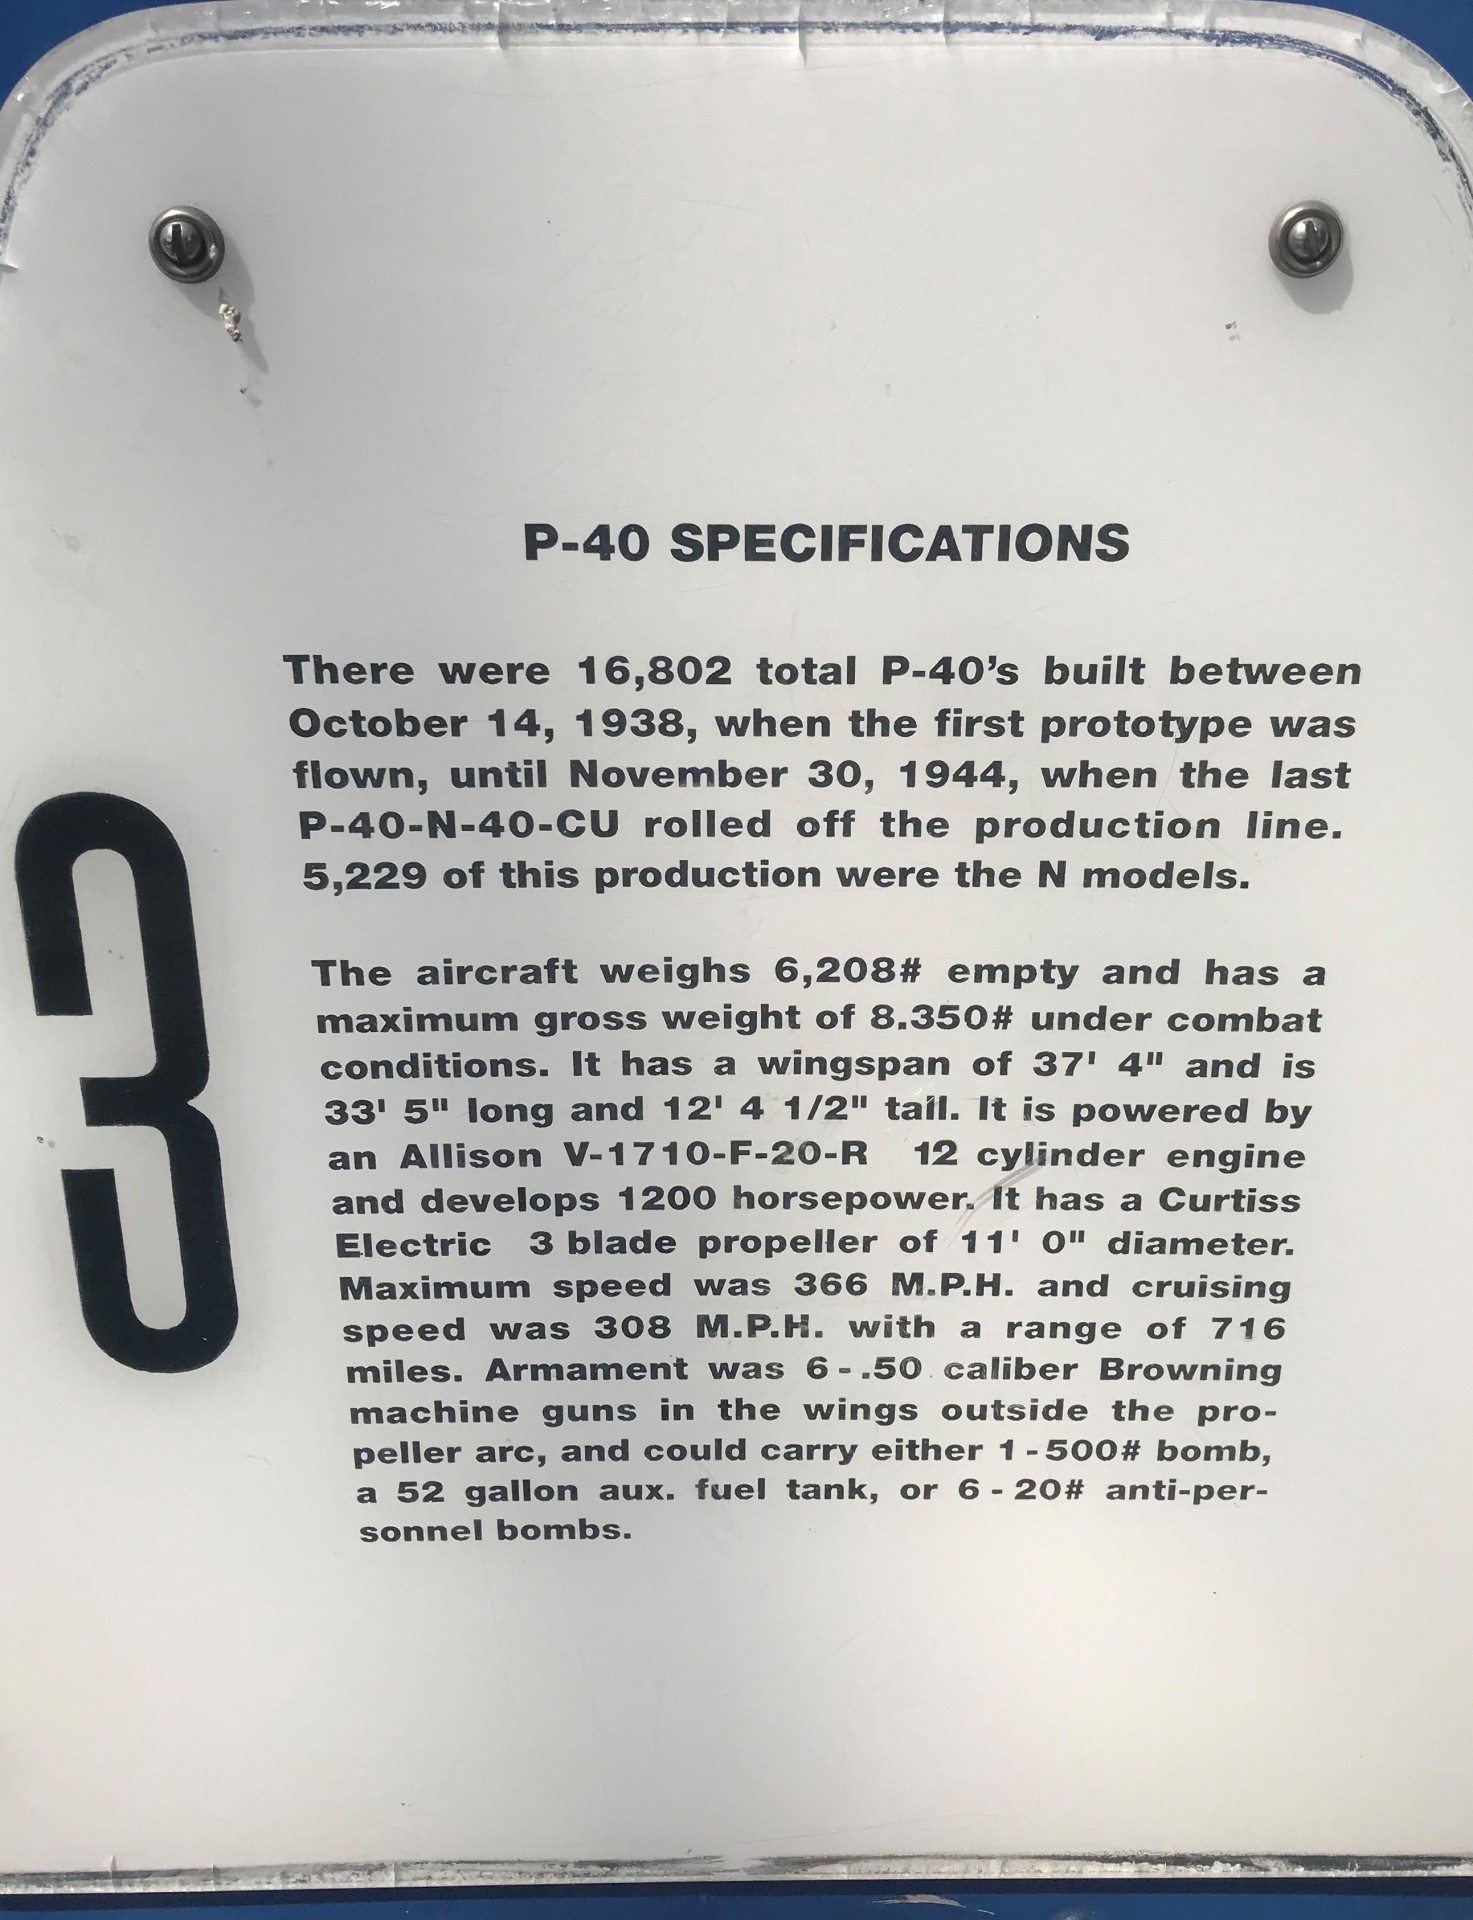 P-40 SPECIFICATIONS
There were 16,802 total P-40's built between
October 14, 1938, when the first prototype was
flown, until November 30, 1944, when the last
P-40-N-40-CU rolled off the production line.
5,229 of this production were the N models.
3
The aircraft weighs 6,208# empty and has a
maximum gross weight of 8.350# under combat
conditions. It has a wingspan of 37' 4" and is
33' 5" long and 12' 4 1/2" tall. It is powered by
an Allison V-1710-F-20-R 12 cylinder engine
and develops 1200 horsepower. It has a Curtiss
Electric 3 blade propeller of 11' 0" diameter.
Maximum speed was 366 M.P.H. and cruising
speed was 308 M.P.H. with a range of 716
miles. Armament was 6 - .50 caliber Browning
machine guns in the wings outside the pro-
peller arc, and could carry either 1 - 500# bomb,
a 52 gallon aux. fuel tank, or 6 - 20# anti-per-
sonnel bombs.